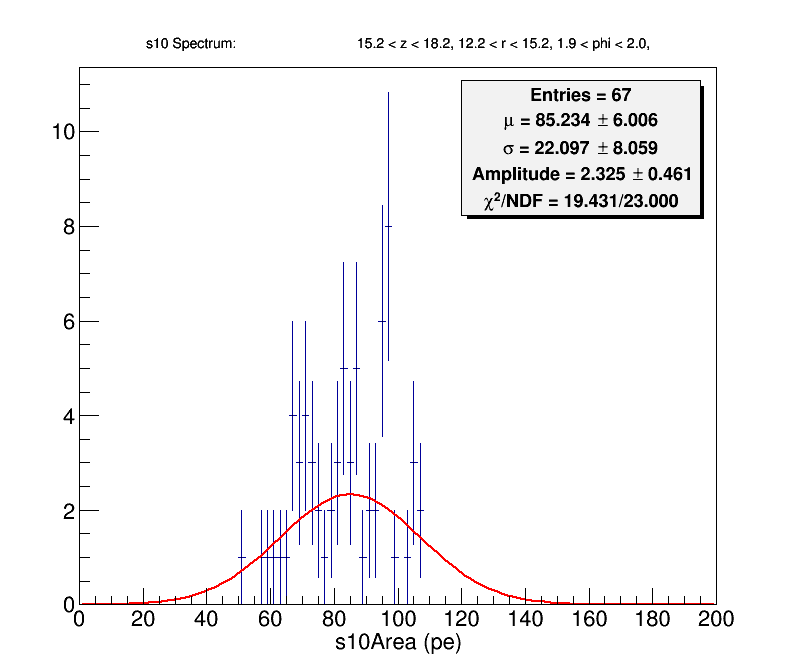 s10 Spectrum: 15.2 < z < 18.2, 12.2 < r < 15.2, 1.9 < phi < 2.0,
Entries = 67
μ = 85.234 ± 6.006
σ = 22.097 ± 8.059
Amplitude = 2.325 ± 0.461
χ²/NDF = 19.431/23.000
10
8
6
4
2
0
0 20 40 60 80 100 120 140 160 180 200
s10Area (pe)